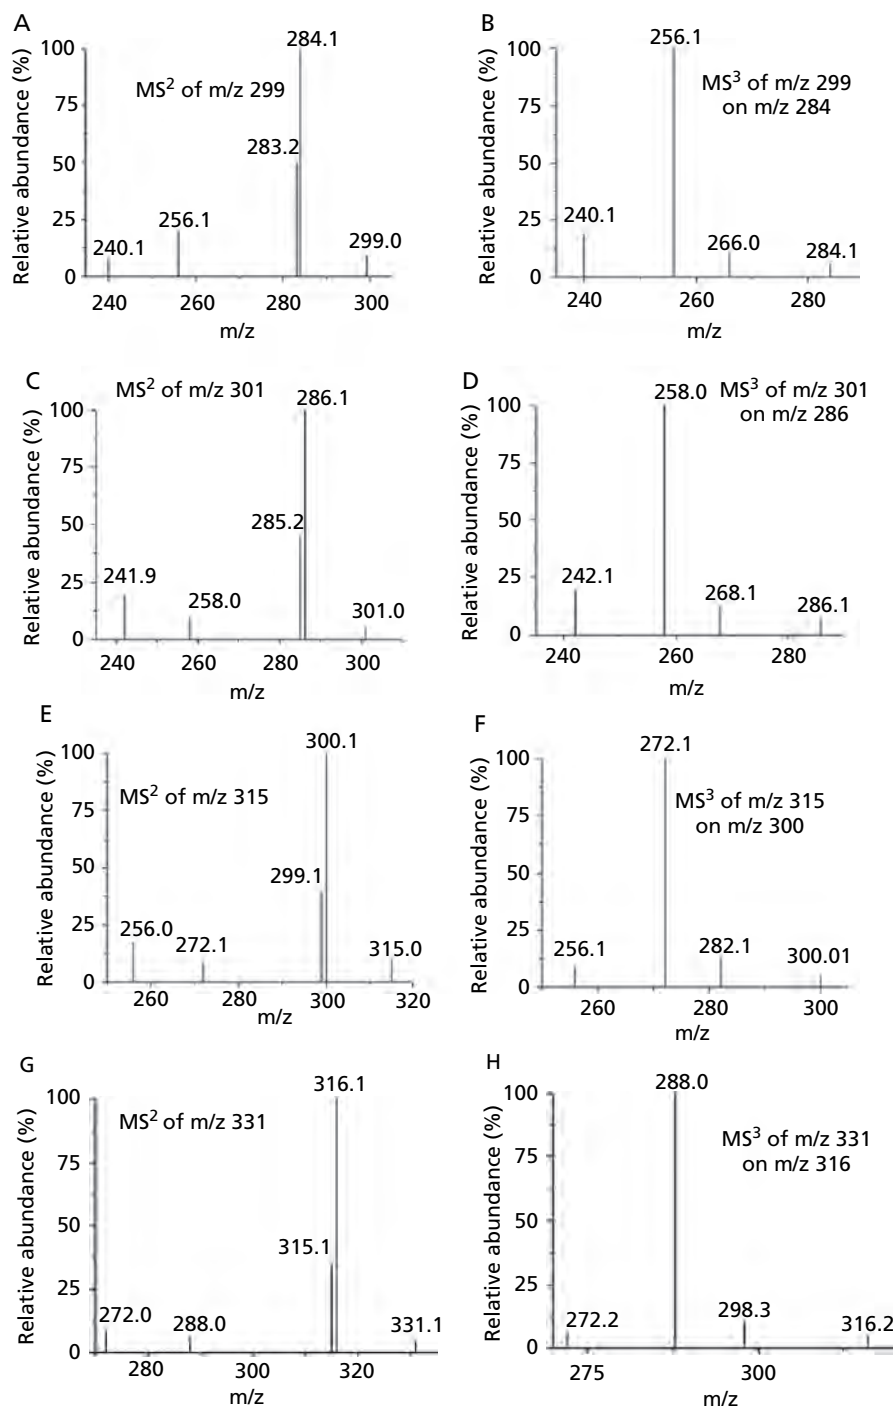 A
Relative abundance (%)
MS2 of m/z 299
100
75
50
25
0
284.1
283.2
256.1
240.1
299.0
240 260 280 300
m/z
B
Relative abundance (%)
MS3 of m/z 299
on m/z 284
100
75
50
25
0
256.1
240.1
266.0
284.1
240 260 280
m/z
C
Relative abundance (%)
MS2 of m/z 301
100
75
50
25
0
286.1
285.2
241.9
258.0
301.0
240 260 280 300
m/z
D
Relative abundance (%)
MS3 of m/z 301
on m/z 286
100
75
50
25
0
258.0
242.1
268.1
286.1
240 260 280
m/z
E
Relative abundance (%)
MS2 of m/z 315
100
75
50
25
0
300.1
299.1
256.0
272.1
315.0
260 280 300 320
m/z
F
Relative abundance (%)
MS3 of m/z 315
on m/z 300
100
75
50
25
0
272.1
256.1
282.1
300.01
260 280 300
m/z
G
Relative abundance (%)
MS2 of m/z 331
100
75
50
25
0
316.1
315.1
272.0
288.0
331.1
280 300 320
m/z
H
Relative abundance (%)
MS3 of m/z 331
on m/z 316
100
75
50
25
0
288.0
272.2
298.3
316.2
275 300
m/z